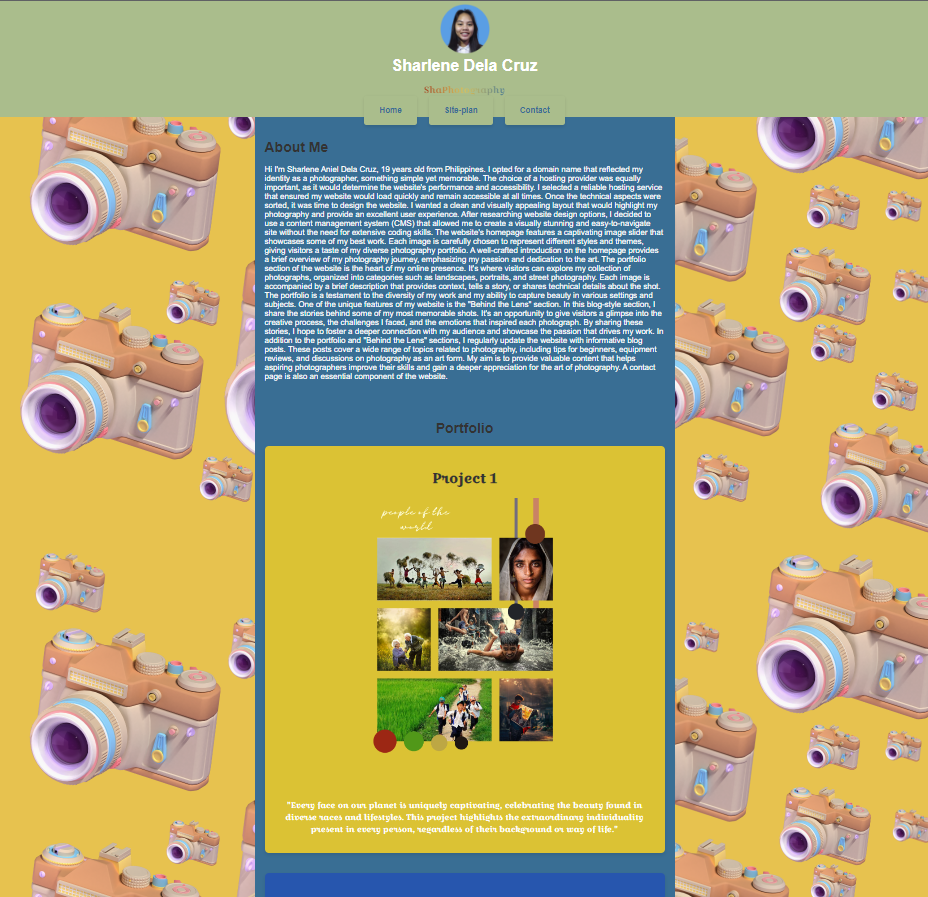 Sharlene Dela Cruz
ShaPhotography
Home
Site-plan
Contact
About Me
Hi I'm Sharlene Aniel Dela Cruz, 19 years old from Philippines. I opted for a domain name that reflected my
identity as a photographer, something simple yet memorable. The choice of a hosting provider was equally
important, as it would determine the website's performance and accessibility. I selected a reliable hosting service
that ensured my website would load quickly and remain accessible at all times. Once the technical aspects were
sorted, it was time to design the website. I wanted a clean and visually appealing layout that would highlight my
photography and provide an excellent user experience. After researching website design options, I decided to
use a content management system (CMS) that allowed me to create a visually stunning and easy-to-navigate
site without the need for extensive coding skills. The website's homepage features a captivating image slider that
showcases some of my best work. Each image is carefully chosen to represent different styles and themes,
giving visitors a taste of my diverse photography portfolio. A well-crafted introduction on the homepage provides
a brief overview of my photography journey, emphasizing my passion and dedication to the art. The portfolio
section of the website is the heart of my online presence. It's where visitors can explore my collection of
photographs, organized into categories such as landscapes, portraits, and street photography. Each image is
accompanied by a brief description that provides context, tells a story, or shares technical details about the shot.
The portfolio is a testament to the diversity of my work and my ability to capture beauty in various settings and
subjects. One of the unique features of my website is the "Behind the Lens" section. In this blog-style section, I
share the stories behind some of my most memorable shots. It's an opportunity to give visitors a glimpse into the
creative process, the challenges I faced, and the emotions that inspired each photograph. By sharing these
stories, I hope to foster a deeper connection with my audience and showcase the passion that drives my work. In
addition to the portfolio and "Behind the Lens" sections, I regularly update the website with informative blog
posts. These posts cover a wide range of topics related to photography, including tips for beginners, equipment
reviews, and discussions on photography as an art form. My aim is to provide valuable content that helps
aspiring photographers improve their skills and gain a deeper appreciation for the art of photography. A contact
page is also an essential component of the website.
Portfolio
Project 1
people of the
world
"Every face on our planet is uniquely captivating, celebrating the beauty found in
diverse races and lifestyles. This project highlights the extraordinary individuality
present in every person, regardless of their background or way of life."